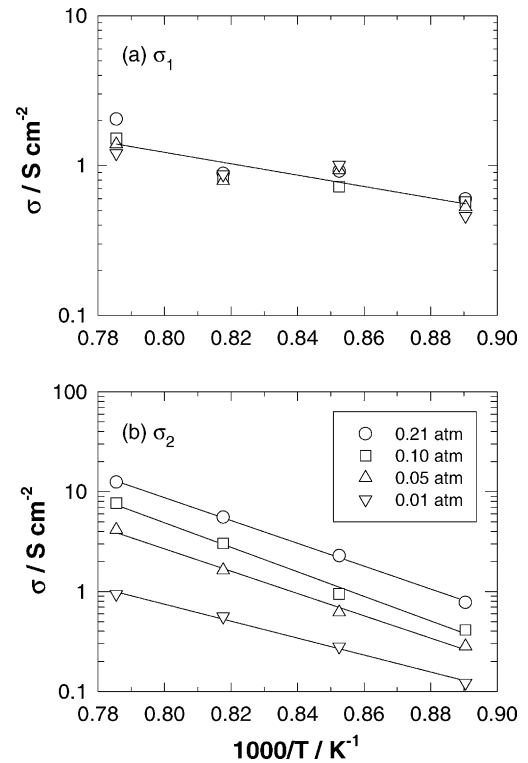 10
(a) σ1
1
σ / S cm-2
0.1
0.78 0.80 0.82 0.84 0.86 0.88 0.90
100
(b) σ2
0.21 atm
0.10 atm
0.05 atm
0.01 atm
10
σ / S cm-2
1
0.1
0.78 0.80 0.82 0.84 0.86 0.88 0.90
1000/T / K-1